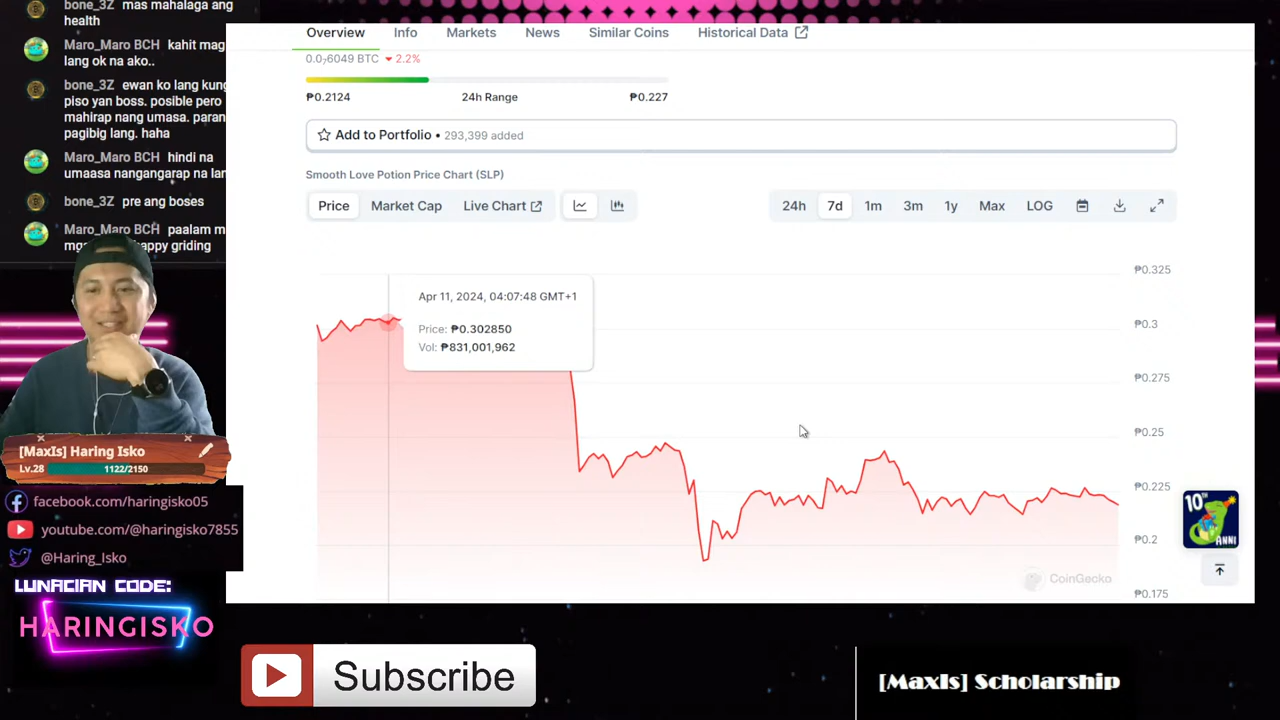 bone_3Z mas mahalaga ang
health
Maro_Maro BCH kahit mag
lang ok na ako..
bone_3Z ewan ko lang kung
piso yan boss. posible pero
mahirap nang umasa. paran
pagibig lang. haha
Maro_Maro BCH hindi na
umaasa nangangarap na lan
bone_3Z pre ang boses
Maro_Maro BCH paalam m
appy griding
[MaxIs] Haring Isko
Lv.28 1122/2150
facebook.com/haringisko05
youtube.com/@haringisko7855
@Haring_Isko
LUNACIAN CODE:
HARINGISKO
Overview Info Markets News Similar Coins Historical Data
0.0₇6049 BTC 2.2%
₱0.2124 24h Range ₱0.227
Add to Portfolio • 293,399 added
Smooth Love Potion Price Chart (SLP)
Price Market Cap Live Chart 24h 7d 1m 3m 1y Max LOG
Apr 11, 2024, 04:07:48 GMT+1
Price: ₱0.302850
Vol: ₱831,001,962
₱0.325
₱0.3
₱0.275
₱0.25
₱0.225
₱0.2
₱0.175
10TH
ANNI
CoinGecko
Subscribe
[MaxIs] Scholarship